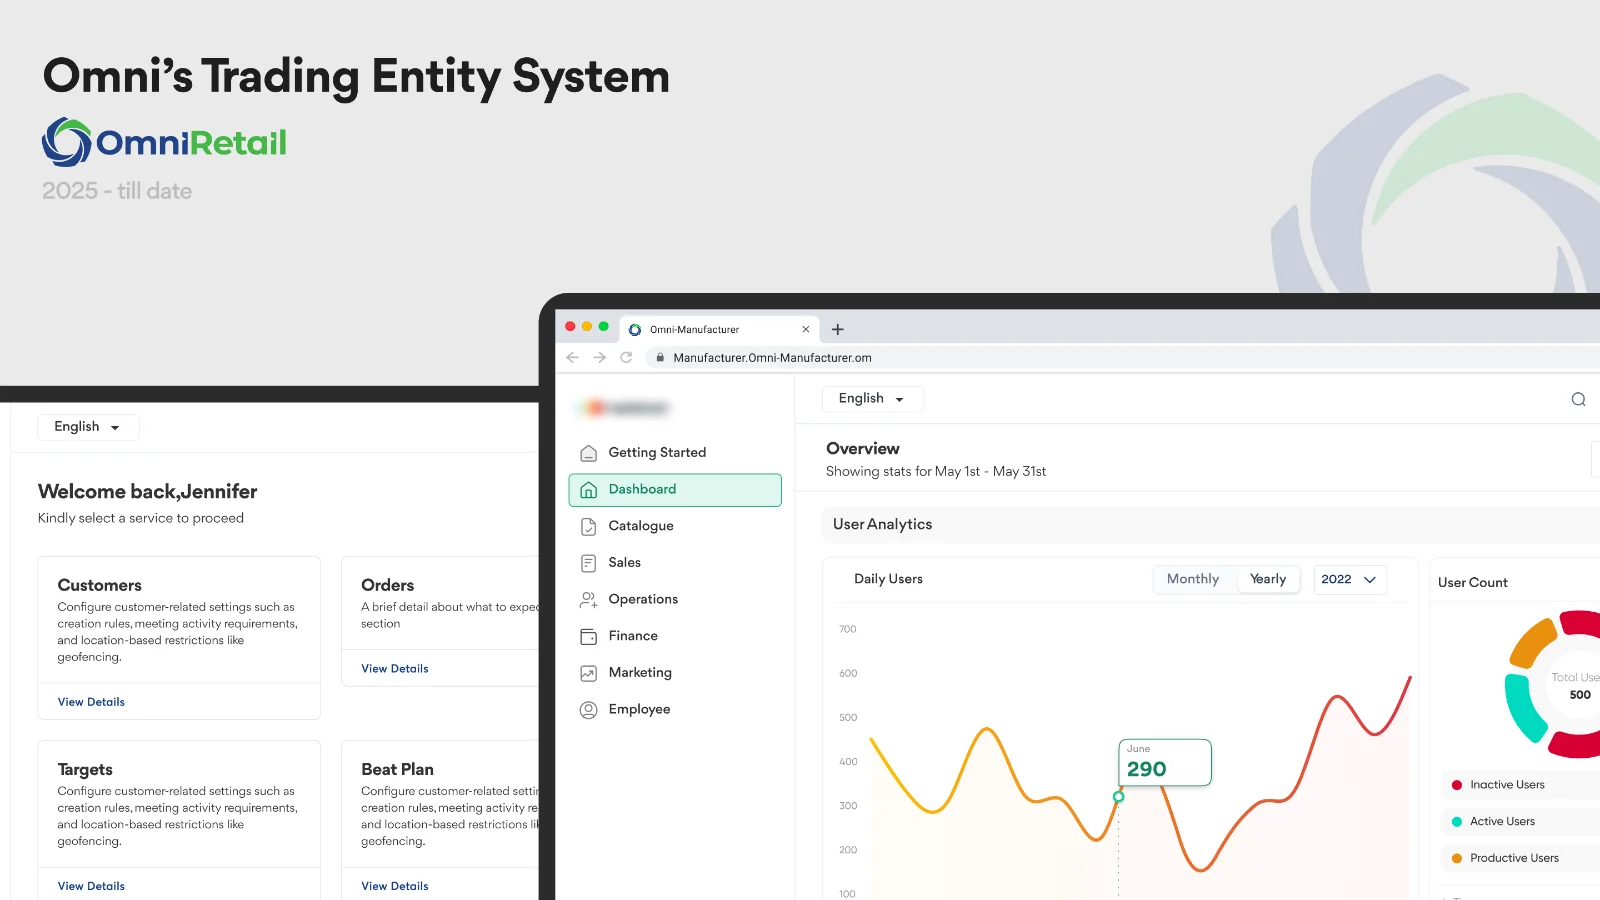 Omni's Trading Entity System
OmniRetail
2025 - till date
English
Welcome back,Jennifer
Kindly select a service to proceed
Customers
Configure customer-related settings such as
creation rules, meeting activity requirements,
and location-based restrictions like
geofencing.
View Details
Orders
A brief detail about what to expec
section
View Details
Targets
Configure customer-related settings such as
creation rules, meeting activity requirements,
and location-based restrictions like
geofencing.
View Details
Beat Plan
Configure customer-related settin
creation rules, meeting activity re
and location-based restrictions lik
geofencing.
View Details
Omni-Manufacturer
Manufacturer.Omni-Manufacturer.om
Getting Started
Dashboard
Catalogue
Sales
Operations
Finance
Marketing
Employee
English
Overview
Showing stats for May 1st - May 31st
User Analytics
Daily Users
Monthly
Yearly
2022
700
600
500
400
300
200
100
June
290
User Count
Total Use
500
Inactive Users
Active Users
Productive Users